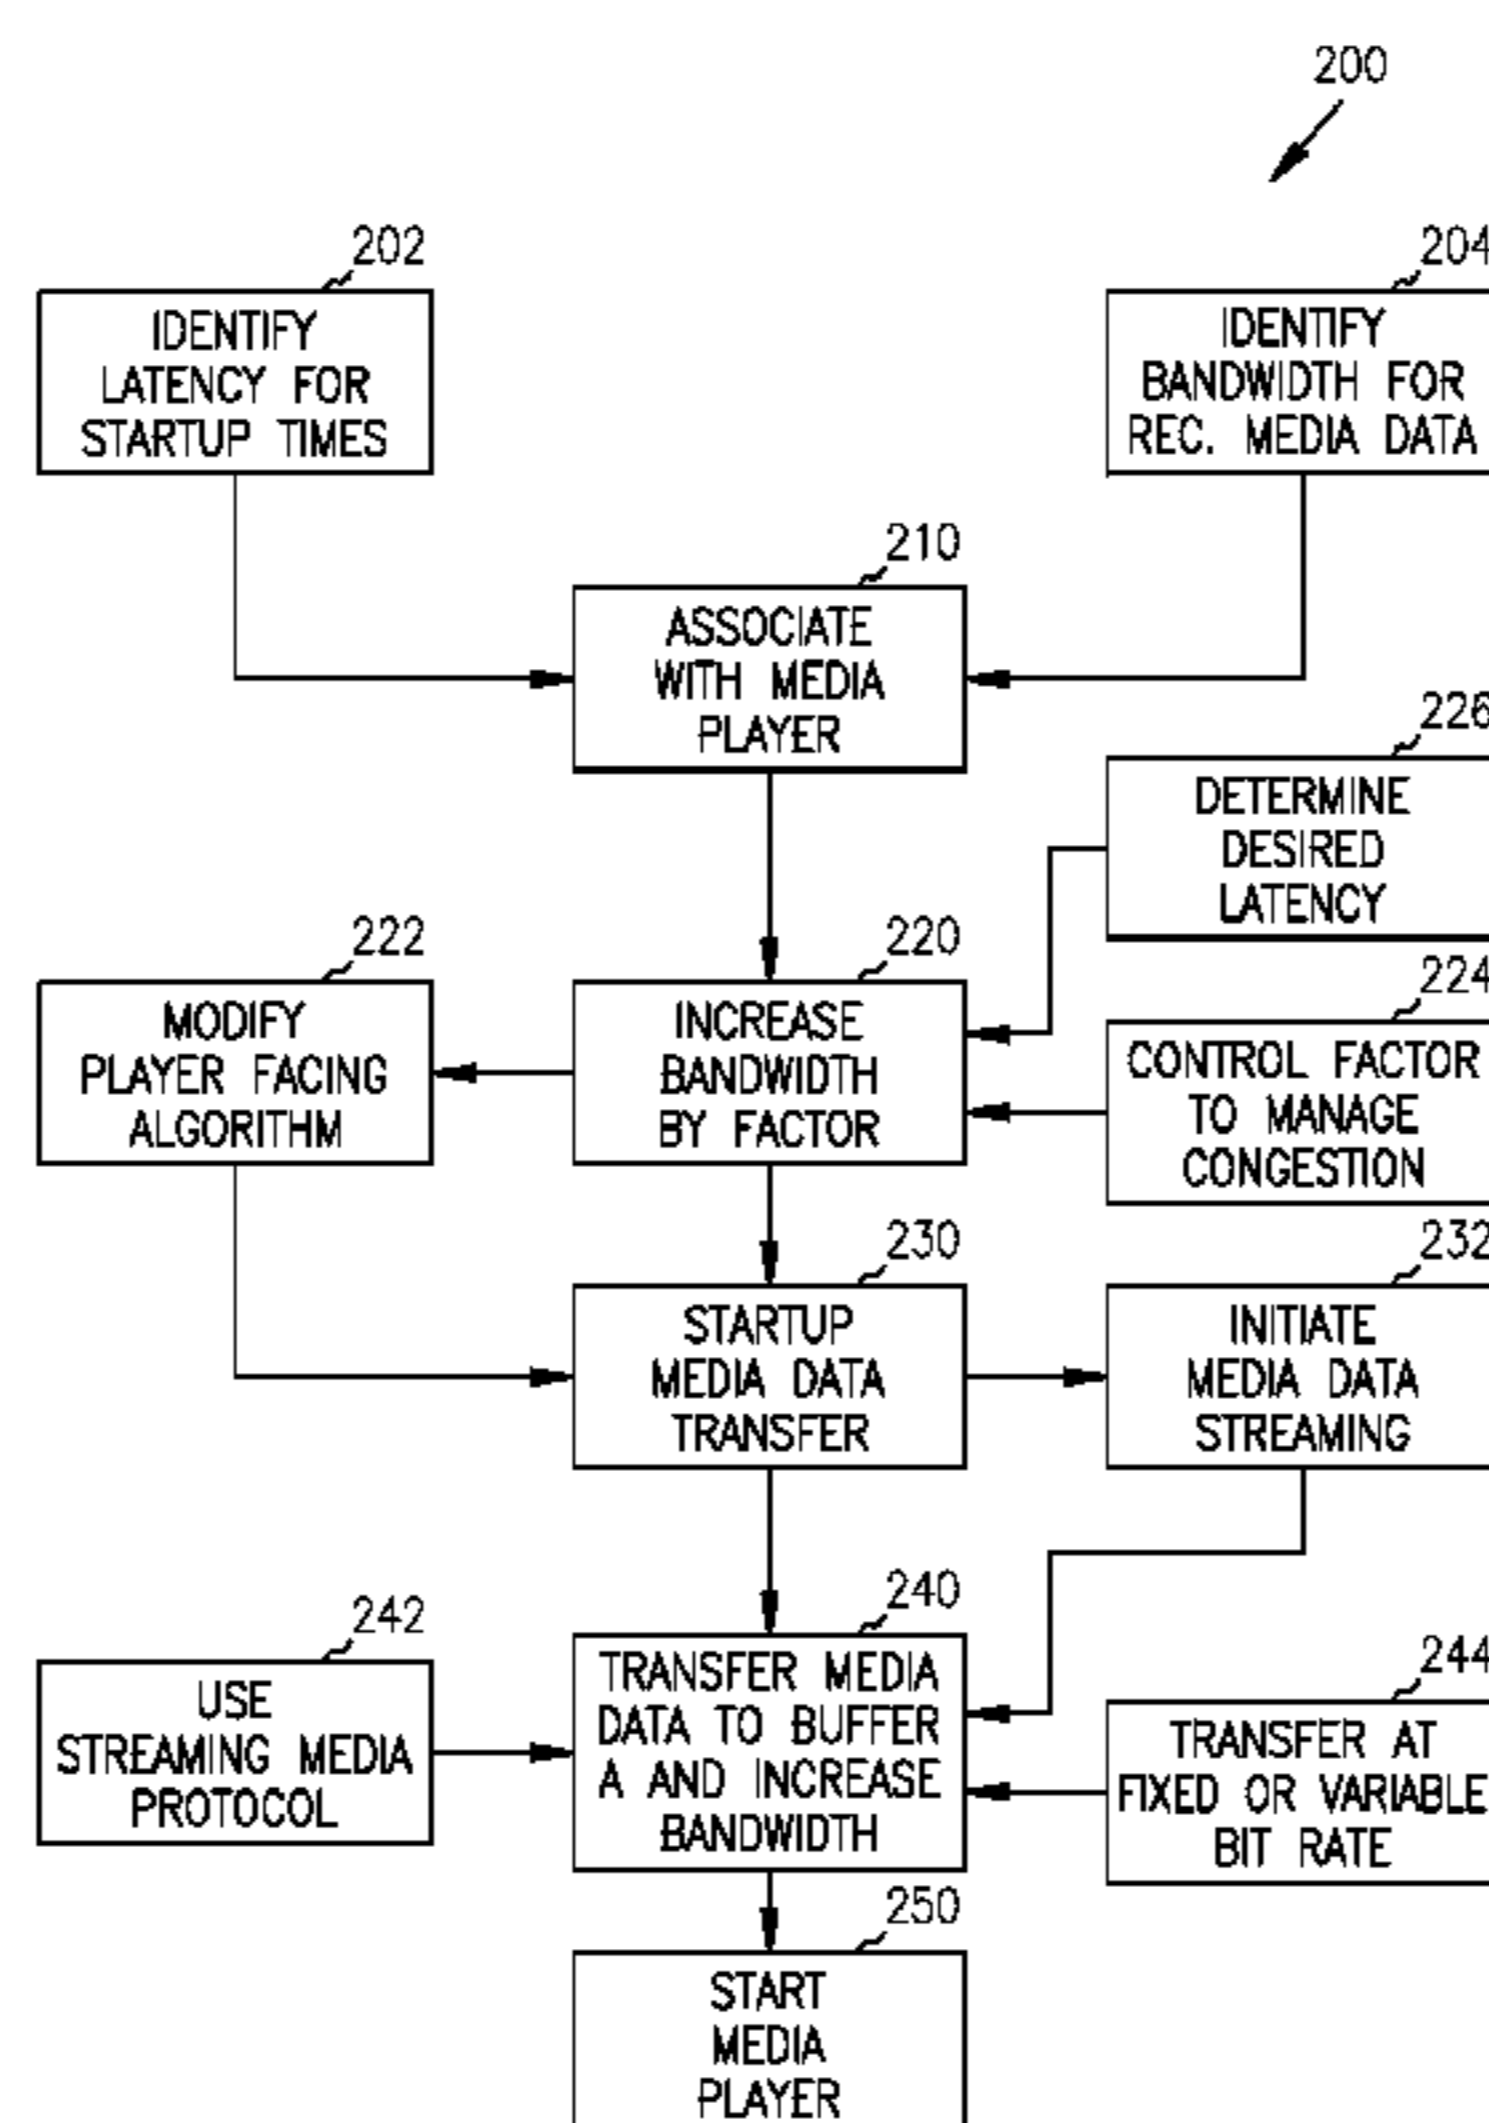 200
202
IDENTIFY
LATENCY FOR
STARTUP TIMES
204
IDENTIFY
BANDWIDTH FOR
REC. MEDIA DATA
210
ASSOCIATE
WITH MEDIA
PLAYER
226
DETERMINE
DESIRED
LATENCY
222
MODIFY
PLAYER FACING
ALGORITHM
220
INCREASE
BANDWIDTH
BY FACTOR
224
CONTROL FACTOR
TO MANAGE
CONGESTION
230
STARTUP
MEDIA DATA
TRANSFER
232
INITIATE
MEDIA DATA
STREAMING
242
USE
STREAMING MEDIA
PROTOCOL
240
TRANSFER MEDIA
DATA TO BUFFER
A AND INCREASE
BANDWIDTH
244
TRANSFER AT
FIXED OR VARIABLE
BIT RATE
250
START
MEDIA
PLAYER